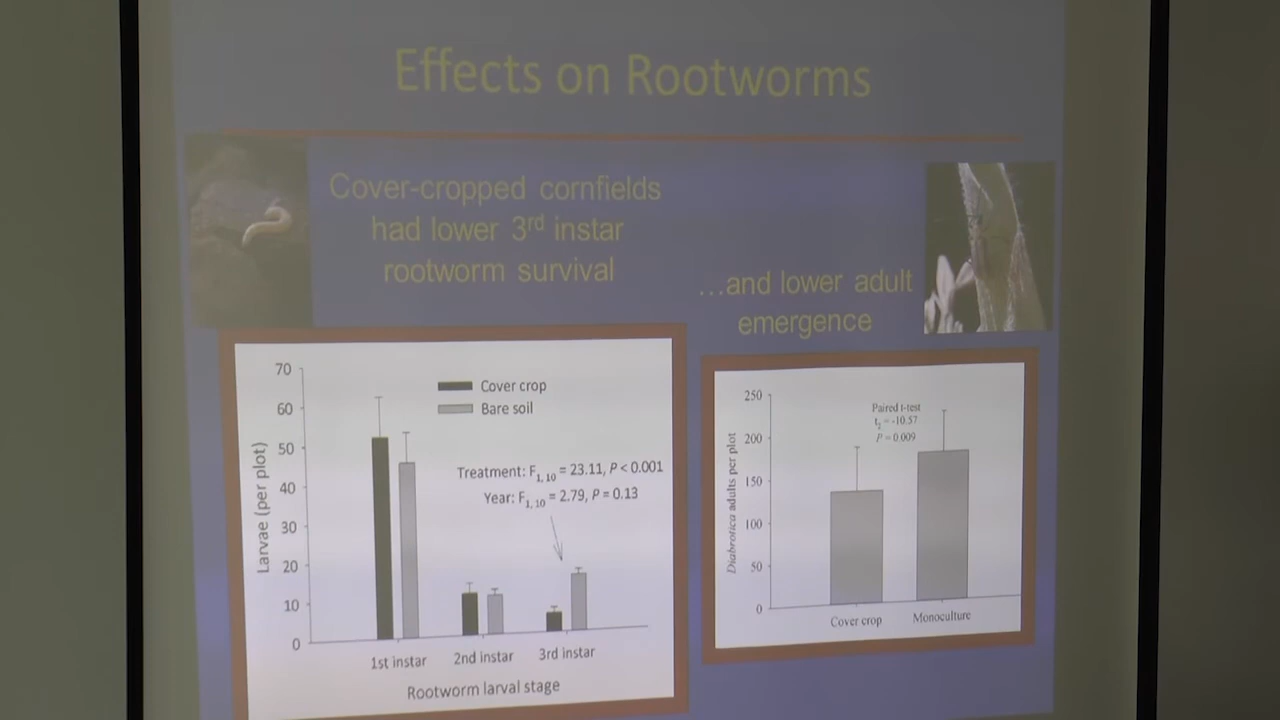 Effects on Rootworms
Cover-cropped cornfields
had lower 3rd instar
rootworm survival
...and lower adult
emergence
70
60
50
40
30
20
10
0
Larvae (per plot)
Cover crop
Bare soil
Treatment: F1, 10 = 23.11, P < 0.001
Year: F1, 10 = 2.79, P = 0.13
1st instar 2nd instar 3rd instar
Rootworm larval stage
250
200
150
100
50
0
Diabrotica adults per plot
Paired t-test
t2 = -10.57
P = 0.009
Cover crop Monoculture